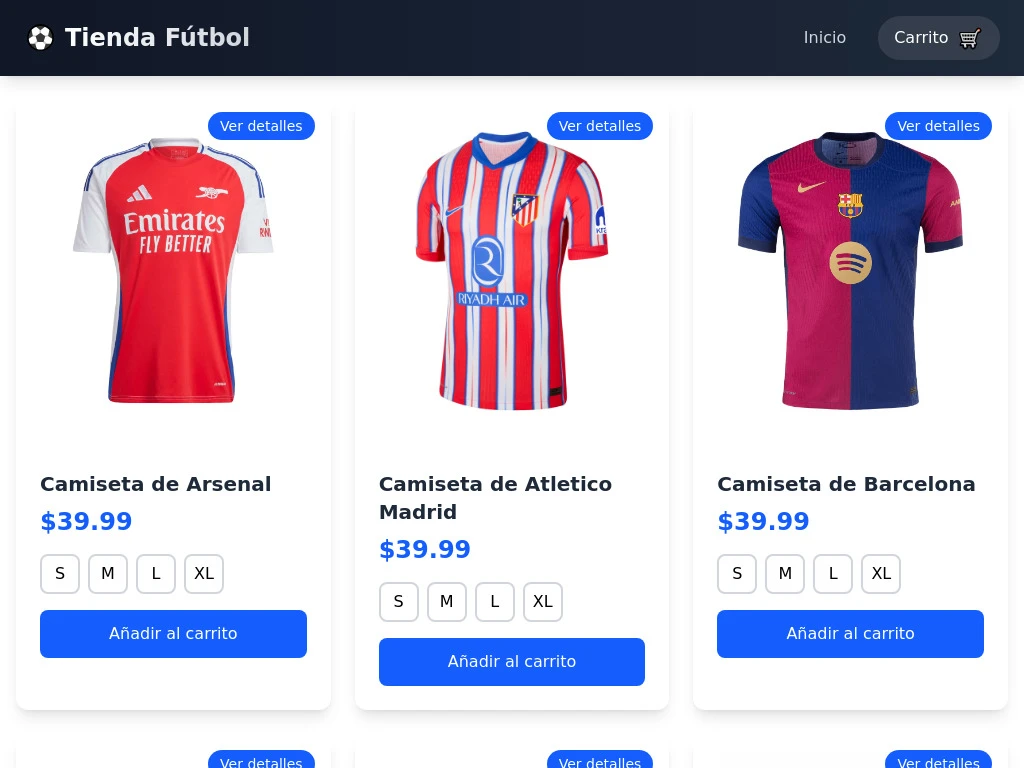 Tienda Fútbol
Inicio
Carrito
Ver detalles
Ver detalles
Ver detalles
Emirates
FLY BETTER
RIYADH AIR
Camiseta de Arsenal
$39.99
S M L XL
Añadir al carrito
Camiseta de Atletico
Madrid
$39.99
S M L XL
Añadir al carrito
Camiseta de Barcelona
$39.99
S M L XL
Añadir al carrito
Ver detalles
Ver detalles
Ver detalles